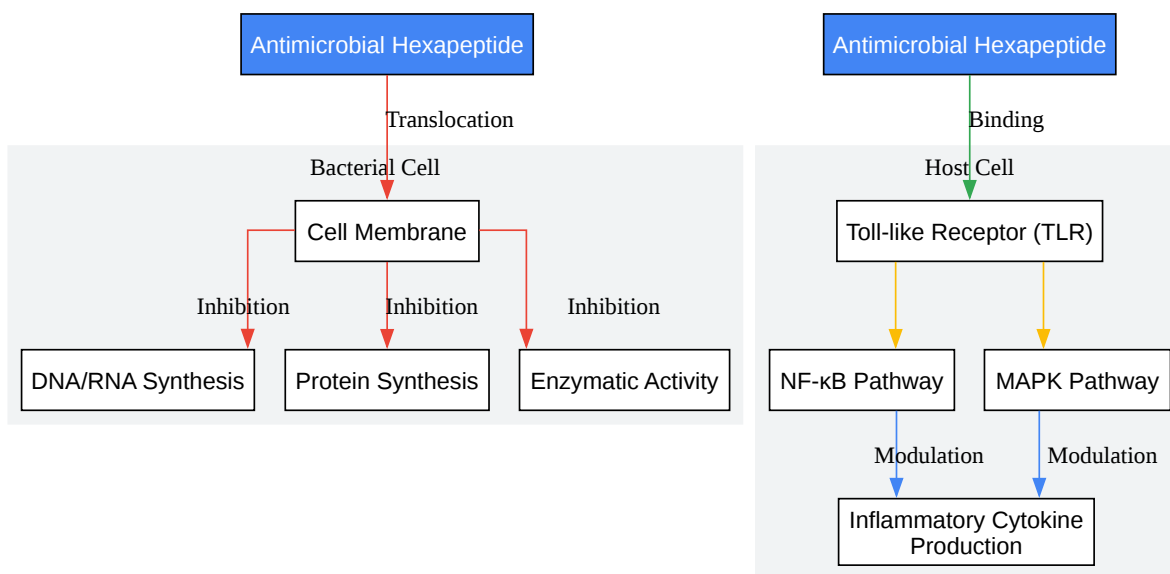 Antimicrobial Hexapeptide
Translocation
Bacterial Cell
Cell Membrane
Inhibition
Inhibition
Inhibition
DNA/RNA Synthesis
Protein Synthesis
Enzymatic Activity
Antimicrobial Hexapeptide
Binding
Host Cell
Toll-like Receptor (TLR)
NF-κB Pathway
MAPK Pathway
Modulation
Modulation
Inflammatory Cytokine
Production